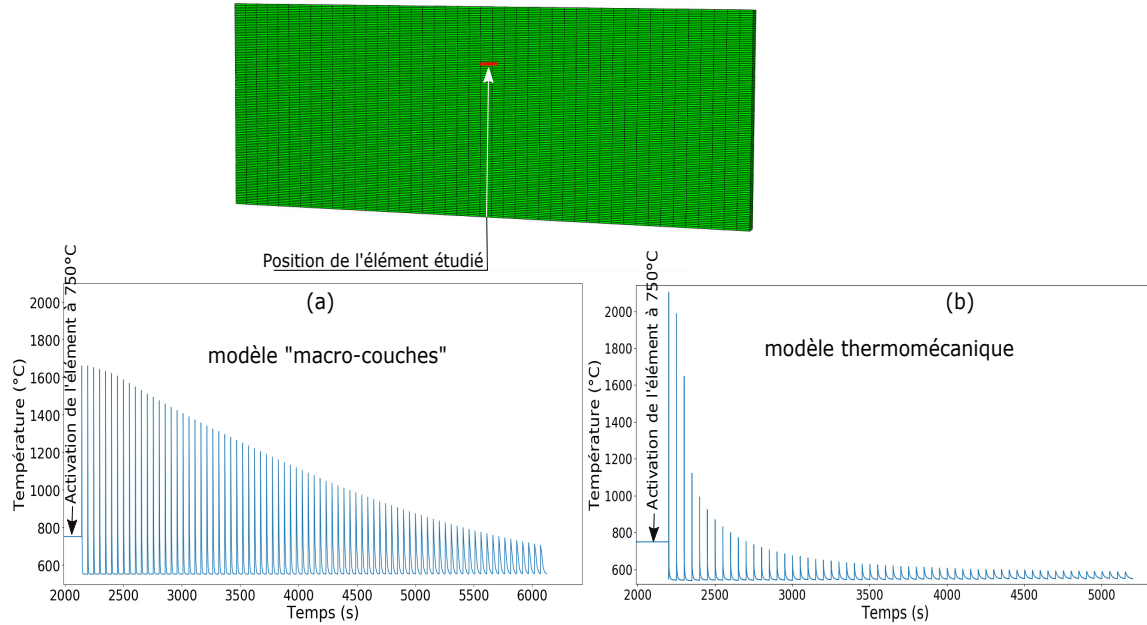 Position de l'élément étudié
(a)
modèle "macro-couches"
Activation de l'élément à 750°C
Température (°C)
2000
1800
1600
1400
1200
1000
800
600
2000 2500 3000 3500 4000 4500 5000 5500 6000
Temps (s)
(b)
modèle thermomécanique
Activation de l'élément à 750°C
Température (°C)
2000
1800
1600
1400
1200
1000
800
600
2000 2500 3000 3500 4000 4500 5000
Temps (s)